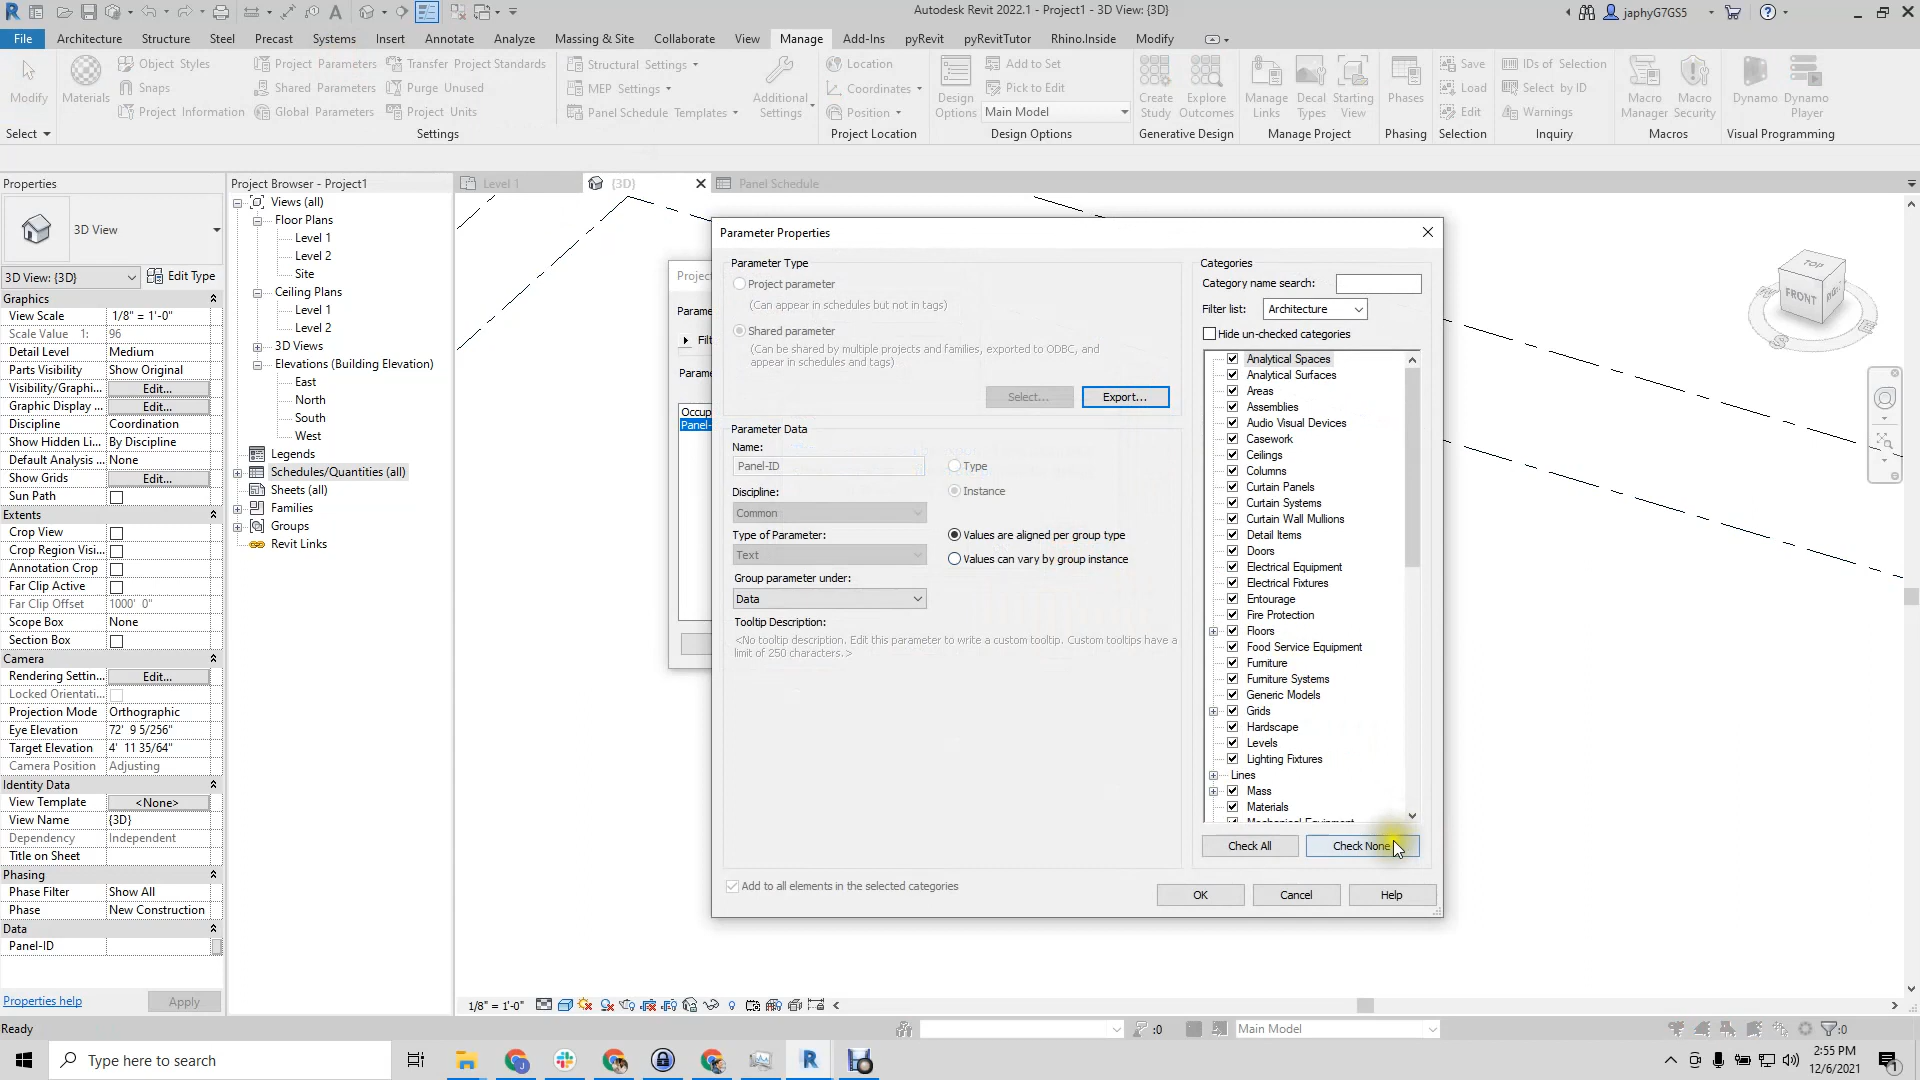 Autodesk Revit 2022.1 - Project1 - 3D View: {3D}
japhyG7GS5
File Architecture Structure Steel Precast Systems Insert Annotate Analyze Massing & Site Collaborate View Manage Add-Ins pyRevit pyRevitTutor Rhino.Inside Modify
Modify
Select
Materials
Object Styles
Snaps
Project Information
Project Parameters
Shared Parameters
Global Parameters
Transfer Project Standards
Purge Unused
Project Units
Settings
Structural Settings
MEP Settings
Panel Schedule Templates
Additional Settings
Location
Coordinates
Position
Project Location
Design Options
Add to Set
Pick to Edit
Main Model
Design Options
Create Study
Explore Outcomes
Generative Design
Manage Links
Decal Types
Starting View
Manage Project
Phases
Phasing
Save
Load
Edit
Selection
IDs of Selection
Select by ID
Warnings
Inquiry
Macro Manager
Macro Security
Macros
Dynamo
Dynamo Player
Visual Programming
Properties
3D View
3D View: {3D} Edit Type
Graphics
View Scale 1/8" = 1'-0"
Scale Value 1: 96
Detail Level Medium
Parts Visibility Show Original
Visibility/Graphi... Edit...
Graphic Display ... Edit...
Discipline Coordination
Show Hidden Li... By Discipline
Default Analysis ... None
Show Grids Edit...
Sun Path
Extents
Crop View
Crop Region Visi...
Annotation Crop
Far Clip Active
Far Clip Offset 1000' 0"
Scope Box None
Section Box
Camera
Rendering Settin... Edit...
Locked Orientati...
Projection Mode Orthographic
Eye Elevation 72' 9 5/256"
Target Elevation 4' 11 35/64"
Camera Position Adjusting
Identity Data
View Template <None>
View Name {3D}
Dependency Independent
Title on Sheet
Phasing
Phase Filter Show All
Phase New Construction
Data
Panel-ID
Properties help Apply
Project Browser - Project1
Views (all)
Floor Plans
Level 1
Level 2
Site
Ceiling Plans
Level 1
Level 2
3D Views
Elevations (Building Elevation)
East
North
South
West
Legends
Schedules/Quantities (all)
Sheets (all)
Families
Groups
Revit Links
Level 1
{3D}
Panel Schedule
Projec
Parame
Filt
Parame
Occup
Panel-
Parameter Properties
Parameter Type
Project parameter
(Can appear in schedules but not in tags)
Shared parameter
(Can be shared by multiple projects and families, exported to ODBC, and
appear in schedules and tags)
Select... Export...
Parameter Data
Name:
Panel-ID
Discipline:
Common
Type of Parameter:
Text
Group parameter under:
Data
Tooltip Description:
<No tooltip description. Edit this parameter to write a custom tooltip. Custom tooltips have a
limit of 250 characters.>
Type
Instance
Values are aligned per group type
Values can vary by group instance
Add to all elements in the selected categories
Categories
Category name search:
Filter list: Architecture
Hide un-checked categories
Analytical Spaces
Analytical Surfaces
Areas
Assemblies
Audio Visual Devices
Casework
Ceilings
Columns
Curtain Panels
Curtain Systems
Curtain Wall Mullions
Detail Items
Doors
Electrical Equipment
Electrical Fixtures
Entourage
Fire Protection
Floors
Food Service Equipment
Furniture
Furniture Systems
Generic Models
Grids
Hardscape
Levels
Lighting Fixtures
Lines
Mass
Materials
Mechanical Equipment
Check All Check None
OK Cancel Help
TOP
FRONT
1/8" = 1'-0"
Ready
:0
Main Model
:0
Type here to search
2:55 PM
12/6/2021